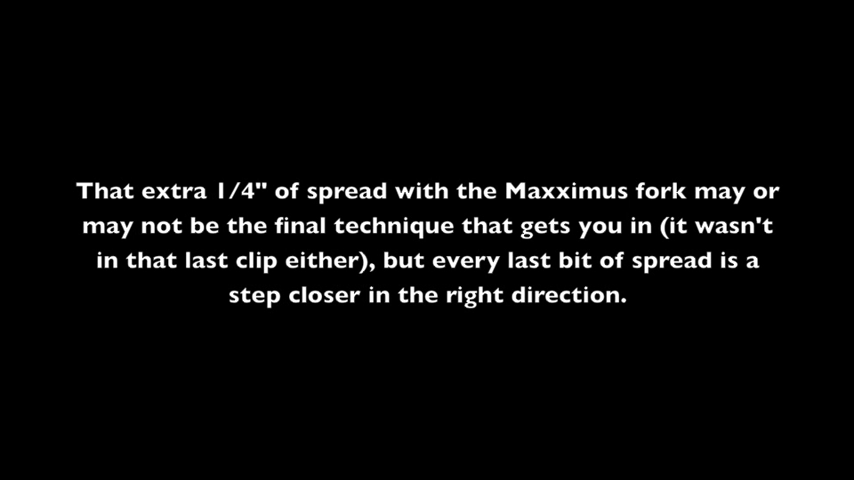 That extra 1/4" of spread with the Maxximus fork may or
may not be the final technique that gets you in (it wasn't
in that last clip either), but every last bit of spread is a
step closer in the right direction.